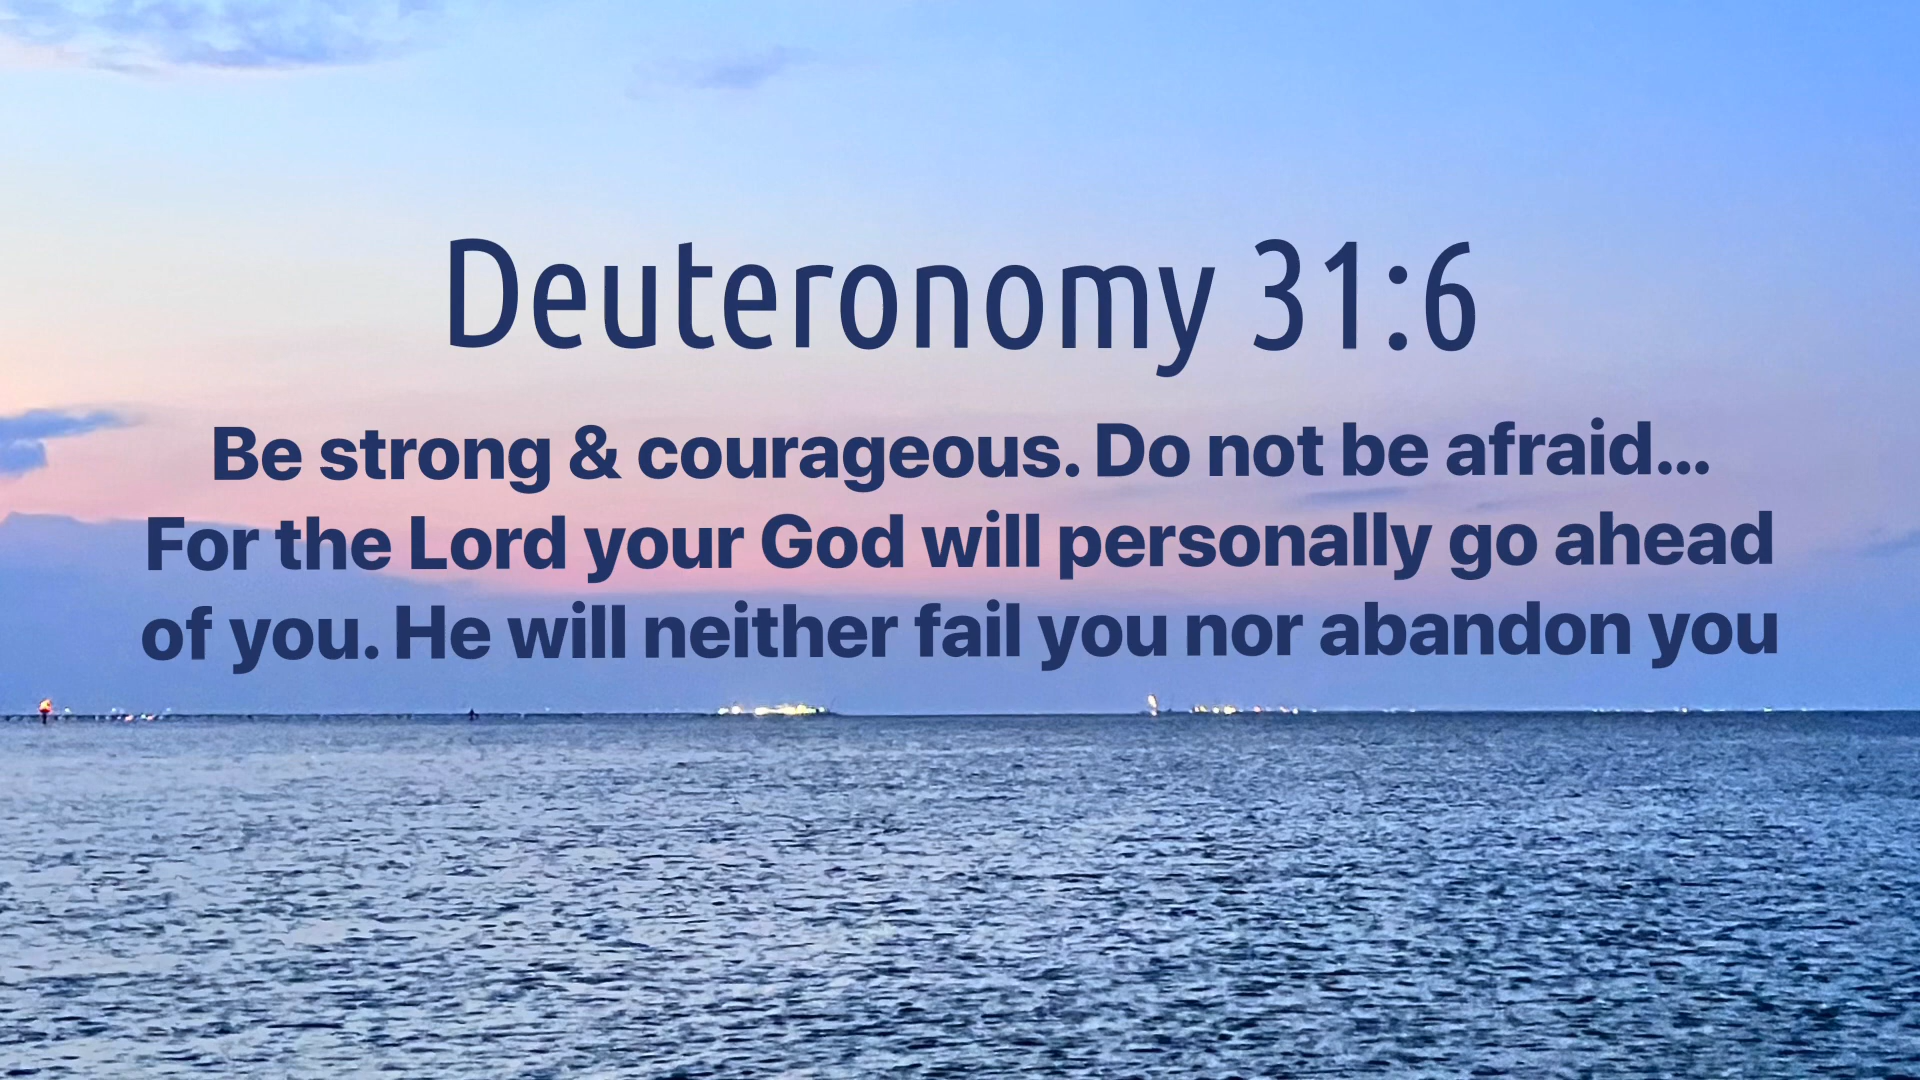 Deuteronomy 31:6
Be strong & courageous. Do not be afraid...
For the Lord your God will personally go ahead
of you. He will neither fail you nor abandon you